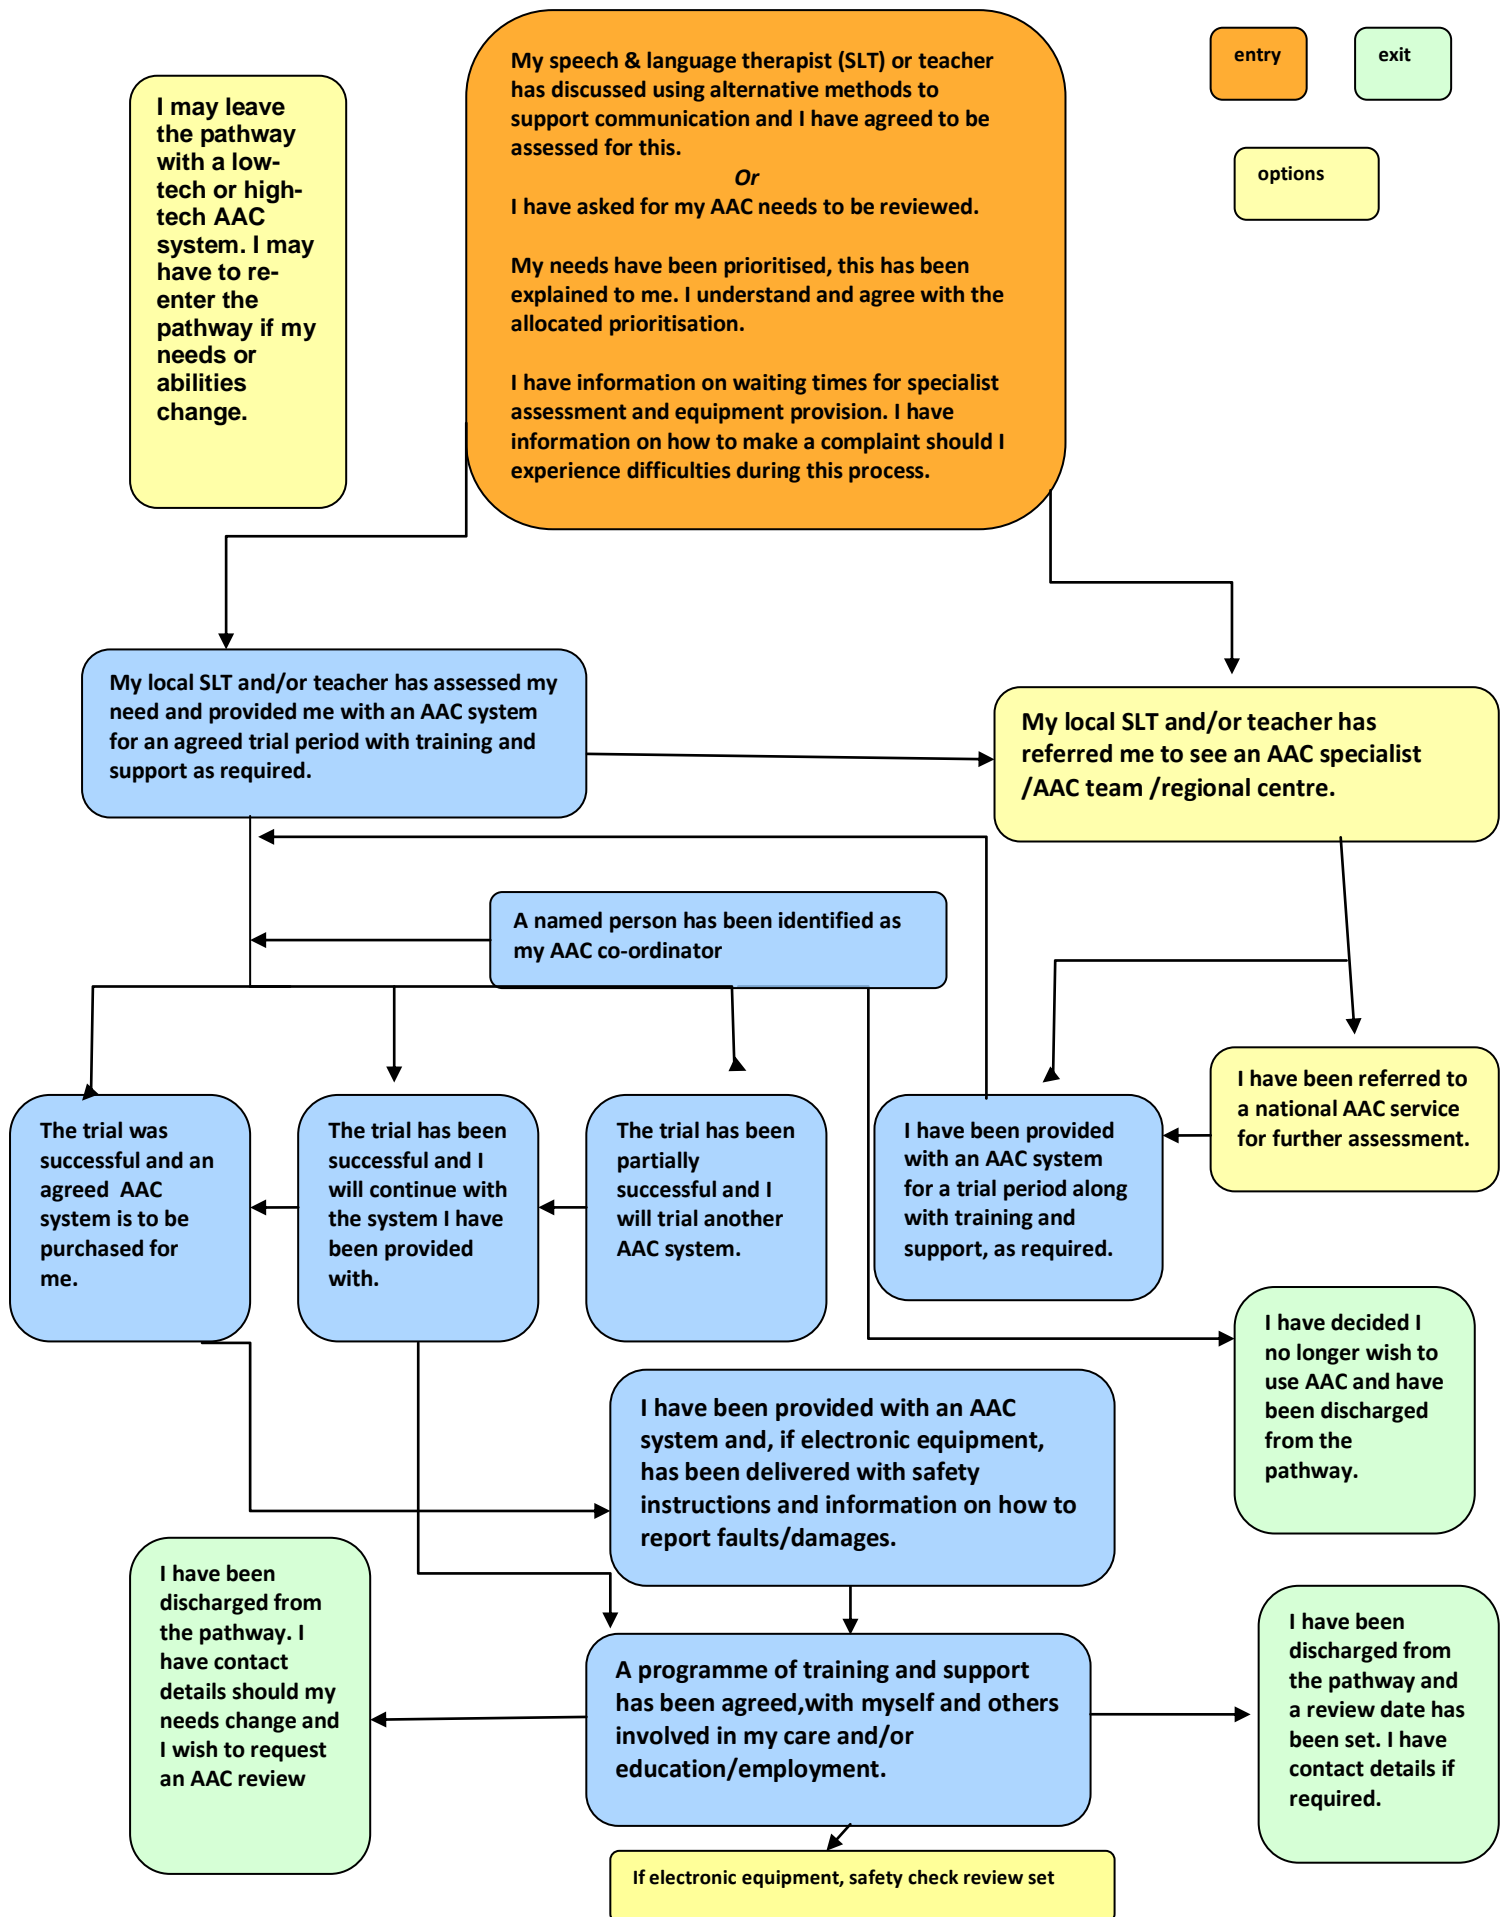 My speech & language therapist (SLT) or teacher
has discussed using alternative methods to
support communication and I have agreed to be
assessed for this.
Or
I have asked for my AAC needs to be reviewed.
My needs have been prioritised, this has been
explained to me. I understand and agree with the
allocated prioritisation.
I have information on waiting times for specialist
assessment and equipment provision. I have
information on how to make a complaint should I
experience difficulties during this process.
entry
exit
options
I may leave
the pathway
with a low-
tech or high-
tech AAC
system. I may
have to re-
enter the
pathway if my
needs or
abilities
change.
My local SLT and/or teacher has assessed my
need and provided me with an AAC system
for an agreed trial period with training and
support as required.
My local SLT and/or teacher has
referred me to see an AAC specialist
/AAC team /regional centre.
A named person has been identified as
my AAC co-ordinator
The trial was
successful and an
agreed AAC
system is to be
purchased for
me.
The trial has been
successful and I
will continue with
the system I have
been provided
with.
The trial has been
partially
successful and I
will trial another
AAC system.
I have been provided
with an AAC system
for a trial period along
with training and
support, as required.
I have been referred to
a national AAC service
for further assessment.
I have decided I
no longer wish to
use AAC and have
been discharged
from the
pathway.
I have been provided with an AAC
system and, if electronic equipment,
has been delivered with safety
instructions and information on how to
report faults/damages.
I have been
discharged from
the pathway. I
have contact
details should my
needs change and
I wish to request
an AAC review
A programme of training and support
has been agreed,with myself and others
involved in my care and/or
education/employment.
I have been
discharged from
the pathway and
a review date has
been set. I have
contact details if
required.
If electronic equipment, safety check review set